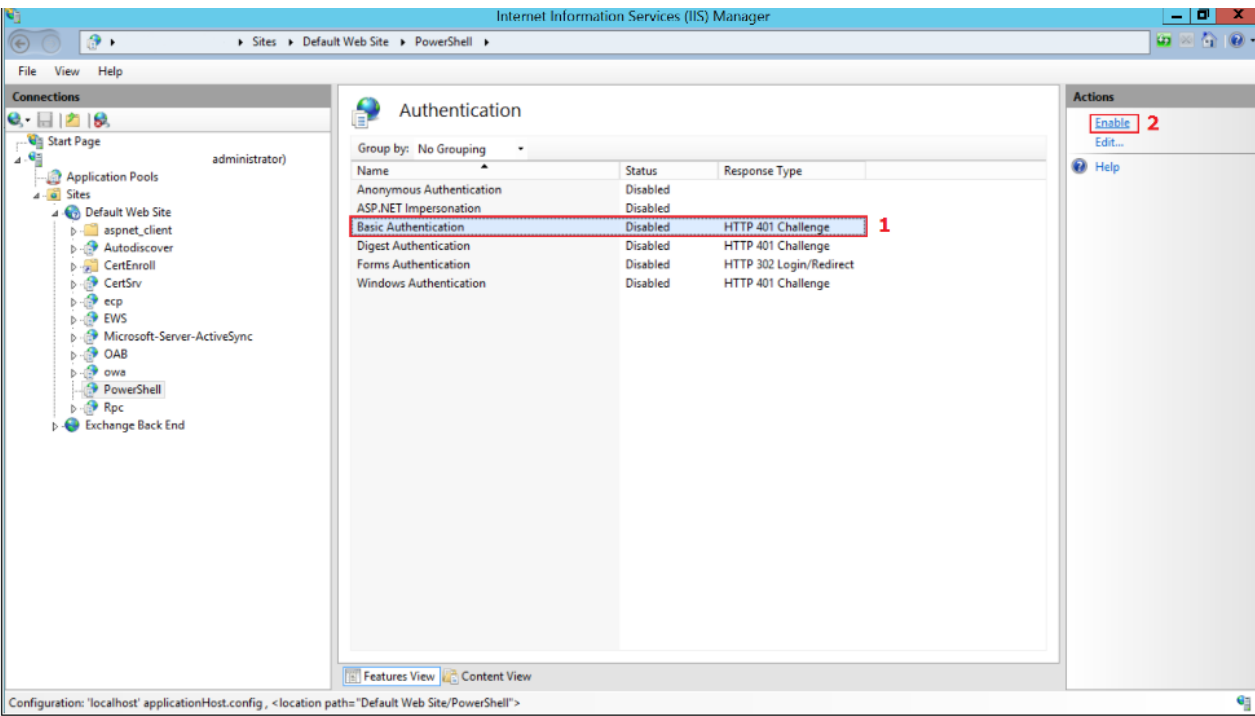 Internet Information Services (IIS) Manager
Sites Default Web Site PowerShell
File View Help
Connections
Start Page
administrator)
Application Pools
Sites
Default Web Site
aspnet_client
Autodiscover
CertEnroll
CertSrv
ecp
EWS
Microsoft-Server-ActiveSync
OAB
owa
PowerShell
Rpc
Exchange Back End
Authentication
Group by: No Grouping
Name Status Response Type
Anonymous Authentication Disabled
ASP.NET Impersonation Disabled
Basic Authentication Disabled HTTP 401 Challenge 1
Digest Authentication Disabled HTTP 401 Challenge
Forms Authentication Disabled HTTP 302 Login/Redirect
Windows Authentication Disabled HTTP 401 Challenge
Features View Content View
Actions
Enable 2
Edit...
Help
Configuration: 'localhost' applicationHost.config , <location path="Default Web Site/PowerShell">